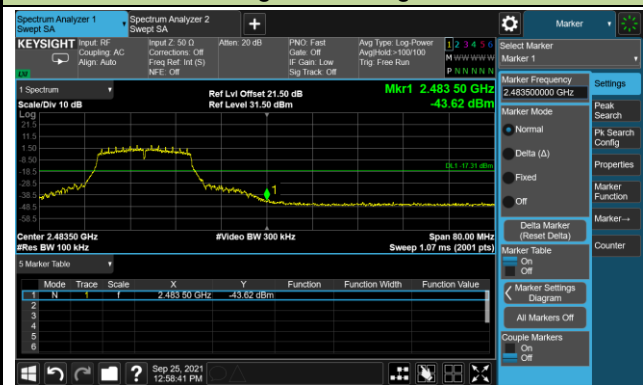 Spectrum Analyzer 1
Swept SA
Spectrum Analyzer 2
Swept SA
Marker
KEYSIGHT
Input: RF
Coupling: AC
Align: Auto
Input Z: 50 Ω
Corrections: Off
Freq Ref: Int (S)
NFE: Off
Atten: 20 dB
PNO: Fast
Gate: Off
IF Gain: Low
Sig Track: Off
Avg Type: Log-Power
Avg|Hold:>100/100
Trig: Free Run
1 2 3 4 5 6
M W W W W W
P N N N N N
Select Marker
Marker 1
Marker Frequency
2.483500000 GHz
Settings
Peak Search
Pk Search Config
Properties
Marker Function
Marker→
Counter
Marker Mode
Normal
Delta (Δ)
Fixed
Off
Delta Marker
(Reset Delta)
Marker Table
On
Off
Marker Settings
Diagram
All Markers Off
Couple Markers
On
Off
1 Spectrum
Scale/Div 10 dB
Log
Ref Lvl Offset 21.50 dB
Ref Level 31.50 dBm
Mkr1 2.483 50 GHz
-43.62 dBm
21.5
11.5
1.50
-8.50
-18.5
-28.5
-38.5
-48.5
-58.5
DL1 -17.31 dBm
1
Center 2.48350 GHz
#Res BW 100 kHz
#Video BW 300 kHz
Span 80.00 MHz
Sweep 1.07 ms (2001 pts)
5 Marker Table
Mode Trace Scale X Y Function Function Width Function Value
1 N 1 f 2.483 50 GHz -43.62 dBm
2
3
4
5
6
Sep 25, 2021
12:58:41 PM